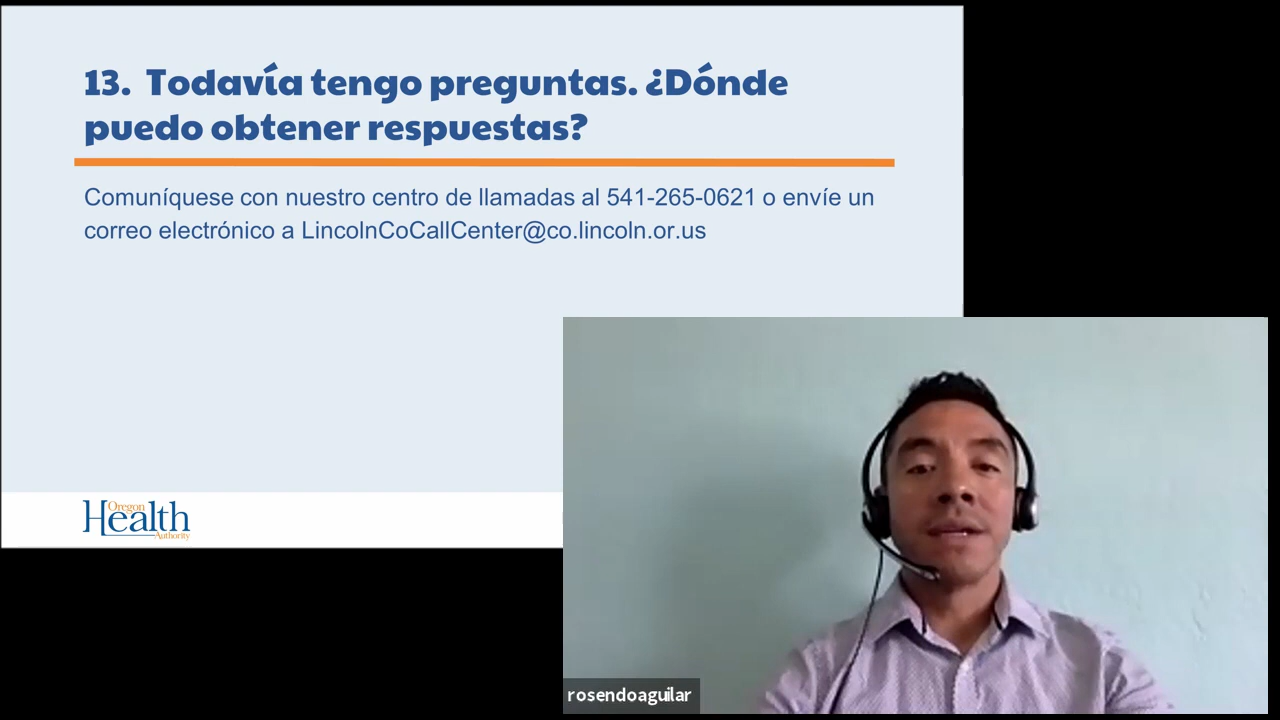 13. Todavía tengo preguntas. ¿Dónde
puedo obtener respuestas?
Comuníquese con nuestro centro de llamadas al 541-265-0621 o envíe un
correo electrónico a LincolnCoCallCenter@co.lincoln.or.us
Oregon
Health
Authority
rosendoaguilar